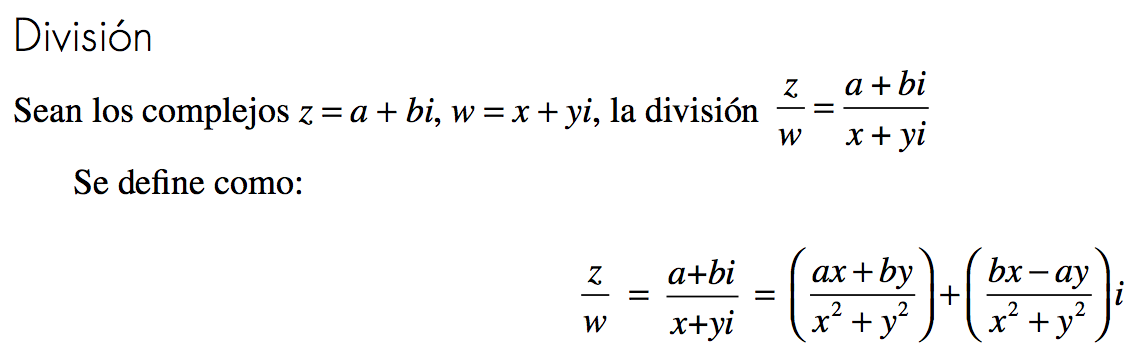 División
Sean los complejos z = a + bi, w = x + yi, la división z/w = (a + bi)/(x + yi)
Se define como:
z/w = (a+bi)/(x+yi) = ((ax + by)/(x² + y²)) + ((bx − ay)/(x² + y²)) i